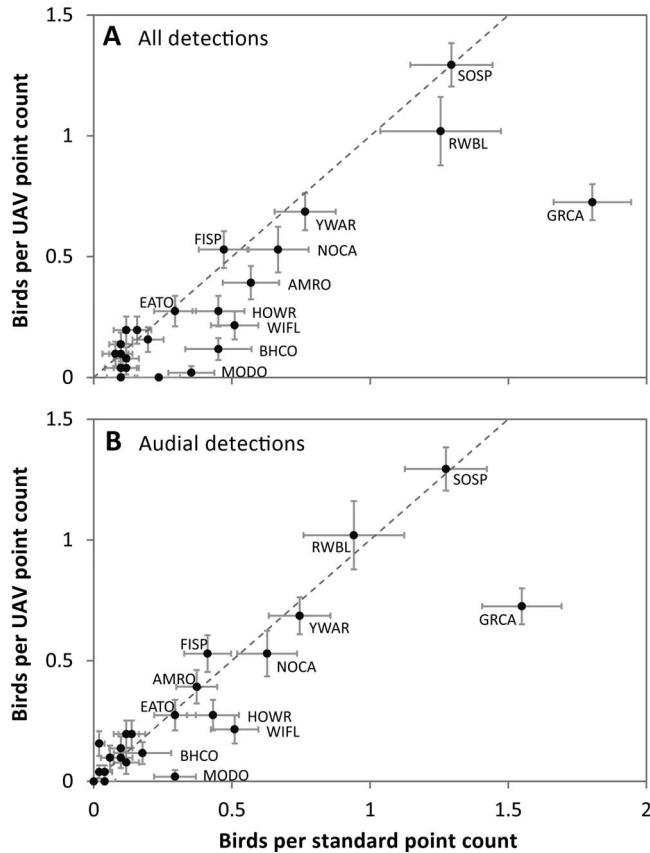 A All detections
1.5
1
0.5
0
Birds per UAV point count
SOSP
RWBL
GRCA
YWAR
FISP
NOCA
AMRO
EATO
HOWR
WIFL
BHCO
MODO
B Audial detections
1.5
1
0.5
0
Birds per UAV point count
SOSP
RWBL
YWAR
GRCA
FISP
NOCA
AMRO
EATO
HOWR
WIFL
BHCO
MODO
0
0.5
1
1.5
2
Birds per standard point count